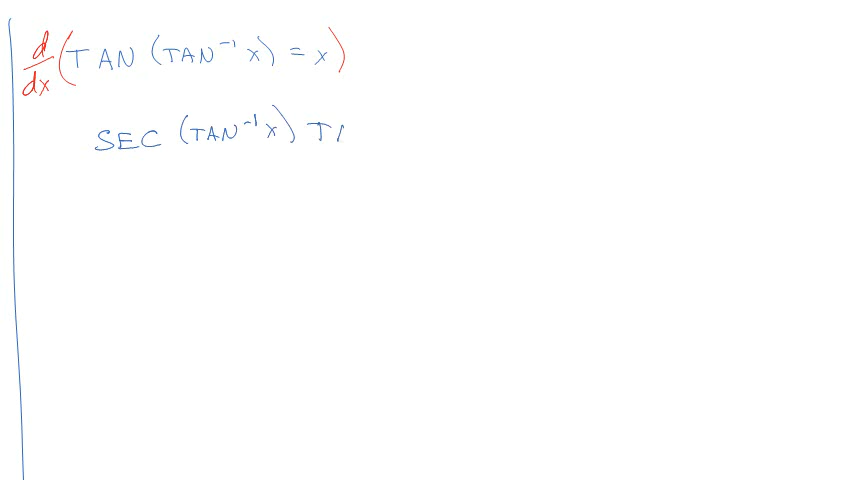 d/dx (TAN (TAN⁻¹ x) = x)
SEC (TAN⁻¹ x) T